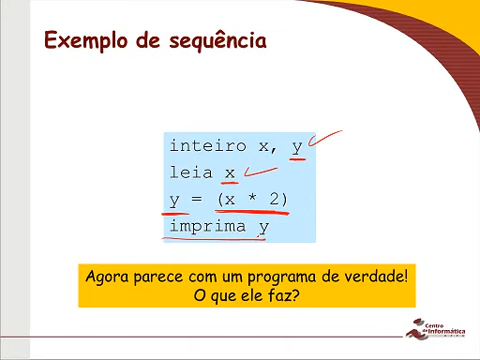 Exemplo de sequência
inteiro x, y
leia x
y = (x * 2)
imprima y
Agora parece com um programa de verdade!
O que ele faz?
Centro
de Informática